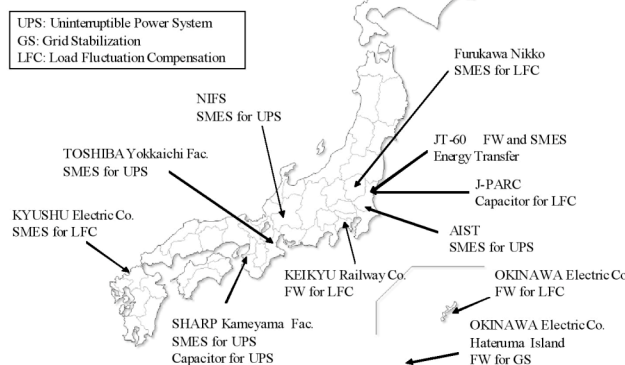 UPS: Uninterruptible Power System
GS: Grid Stabilization
LFC: Load Fluctuation Compensation
Furukawa Nikko
SMES for LFC
NIFS
SMES for UPS
JT-60 FW and SMES
Energy Transfer
TOSHIBA Yokkaichi Fac.
SMES for UPS
J-PARC
Capacitor for LFC
KYUSHU Electric Co.
SMES for LFC
AIST
SMES for UPS
KEIKYU Railway Co.
FW for LFC
OKINAWA Electric Co
FW for LFC
SHARP Kameyama Fac.
SMES for UPS
Capacitor for UPS
OKINAWA Electric Co.
Hateruma Island
FW for GS